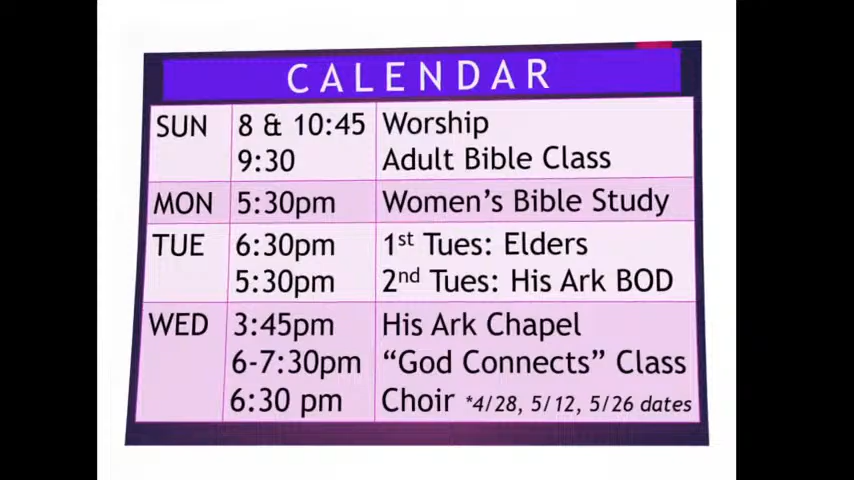 CALENDAR
SUN 8 & 10:45 Worship
9:30 Adult Bible Class
MON 5:30pm Women's Bible Study
TUE 6:30pm 1st Tues: Elders
5:30pm 2nd Tues: His Ark BOD
WED 3:45pm His Ark Chapel
6-7:30pm “God Connects” Class
6:30 pm Choir *4/28, 5/12, 5/26 dates